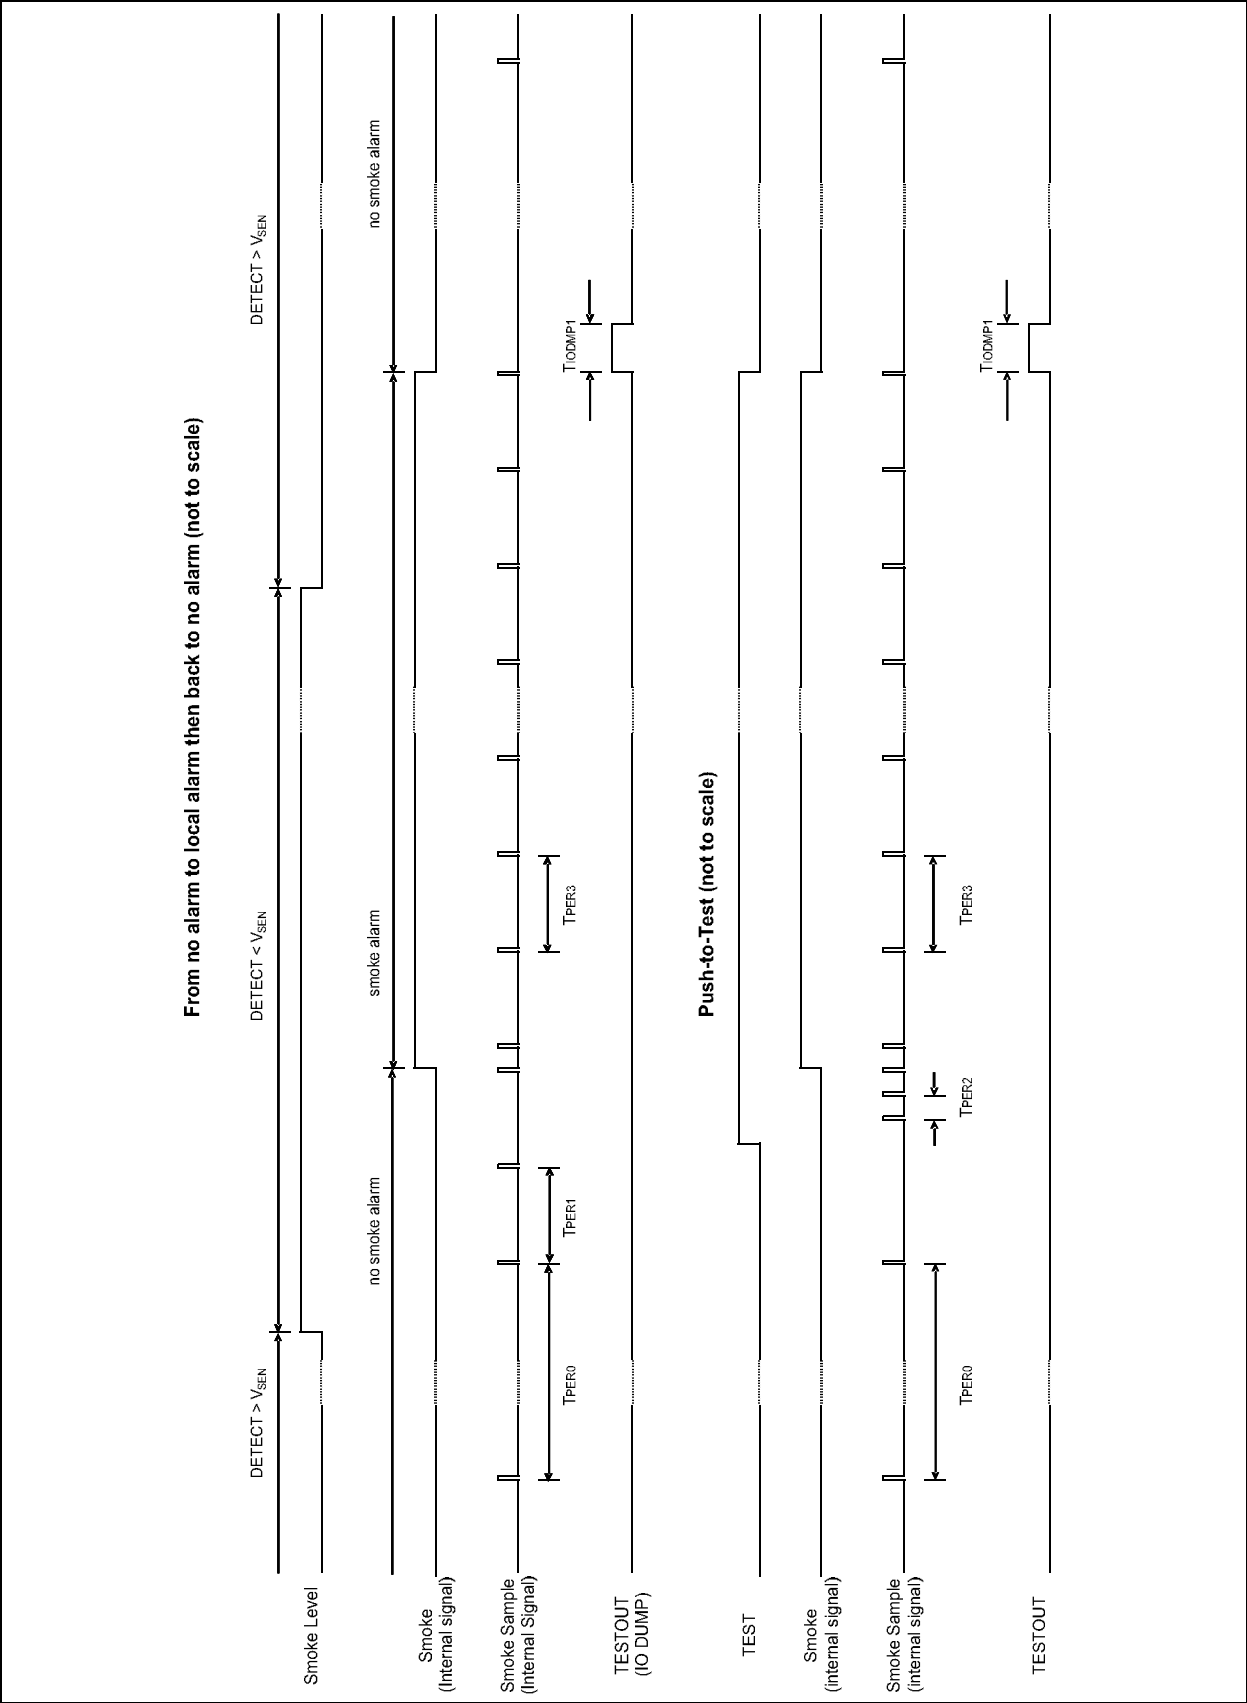 From no alarm to local alarm then back to no alarm (not to scale)
DETECT > VSEN
DETECT < VSEN
DETECT > VSEN
Smoke Level
no smoke alarm
smoke alarm
no smoke alarm
Smoke
(Internal signal)
Smoke Sample
(Internal Signal)
TPER0
TPER1
TPER3
TIODMP1
TESTOUT
(IO DUMP)
Push-to-Test (not to scale)
TEST
Smoke
(internal signal)
Smoke Sample
(internal signal)
TPER0
TPER2
TPER3
TIODMP1
TESTOUT